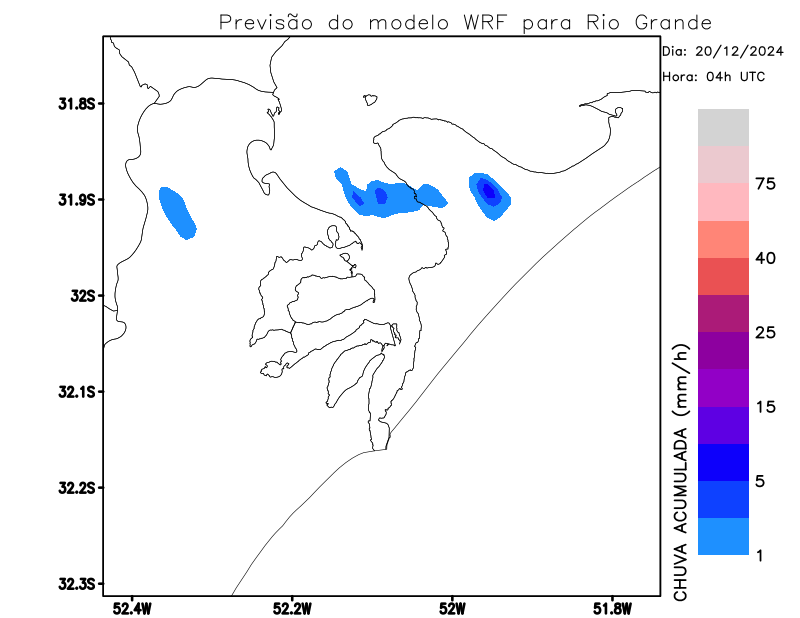 Previsão do modelo WRF para Rio Grande
Dia: 20/12/2024
Hora: 04h UTC
31.8S
31.9S
32S
32.1S
32.2S
32.3S
52.4W
52.2W
52W
51.8W
CHUVA ACUMULADA (mm/h)
75
40
25
15
5
1